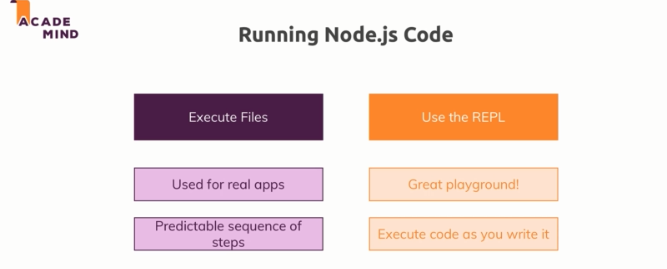 ACADE
MIND
Running Node.js Code
Execute Files
Use the REPL
Used for real apps
Great playground!
Predictable sequence of
steps
Execute code as you write it